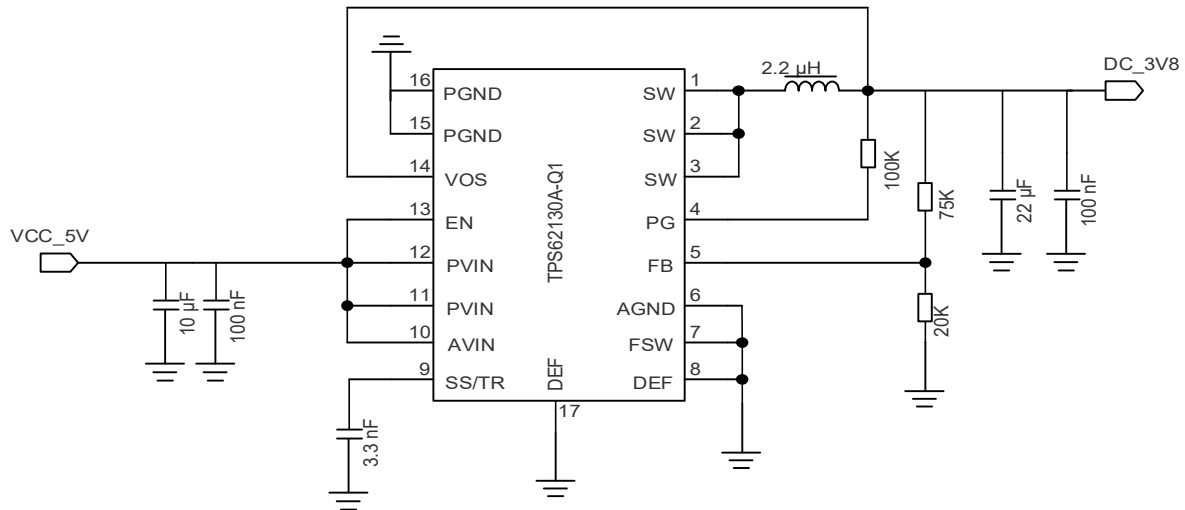 2.2 µH
DC_3V8
16
PGND
SW
1
15
PGND
SW
2
14
VOS
SW
3
100K
75K
22 µF
100 nF
13
EN
PG
4
VCC_5V
12
PVIN
FB
5
TPS62130A-Q1
11
PVIN
AGND
6
10 µF
100 nF
20K
10
AVIN
FSW
7
9
SS/TR
DEF
DEF
8
17
3.3 nF